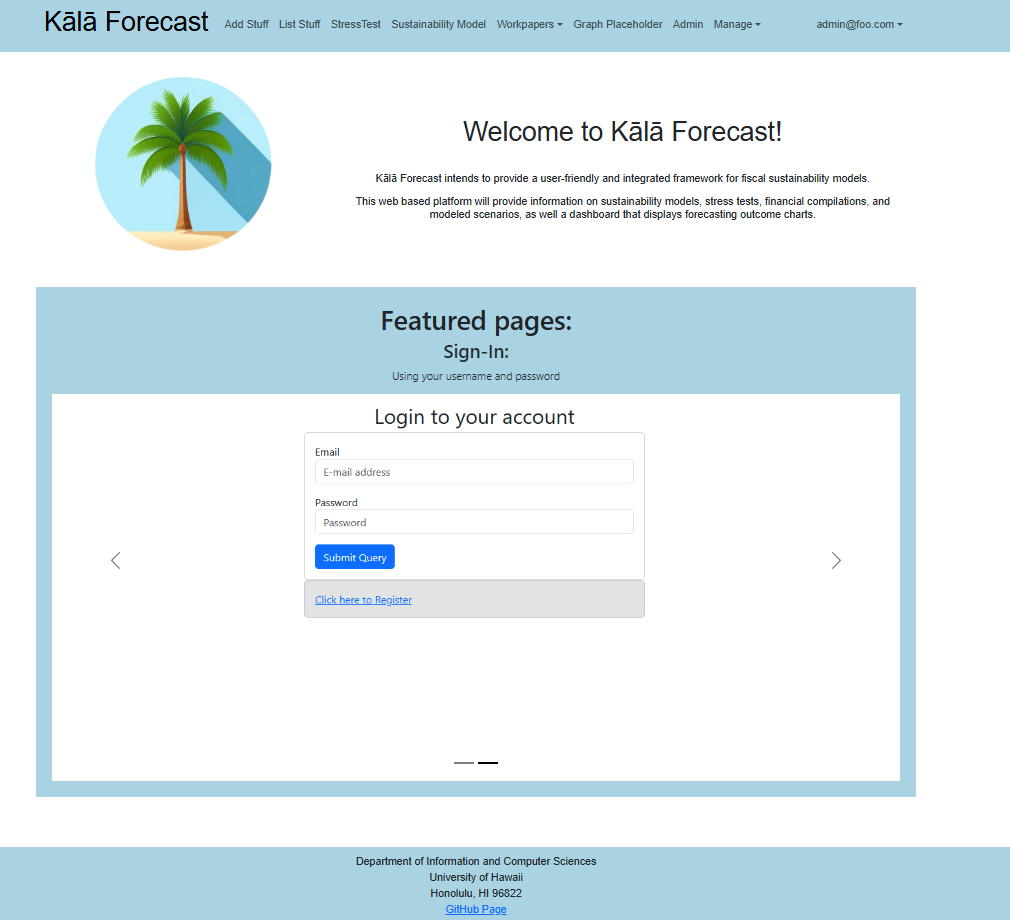 Kālā Forecast Add Stuff List Stuff StressTest Sustainability Model Workpapers Graph Placeholder Admin Manage admin@foo.com
Welcome to Kālā Forecast!
Kālā Forecast intends to provide a user-friendly and integrated framework for fiscal sustainability models.
This web based platform will provide information on sustainability models, stress tests, financial compilations, and
modeled scenarios, as well a dashboard that displays forecasting outcome charts.
Featured pages:
Sign-In:
Using your username and password
Login to your account
Email
E-mail address
Password
Password
Submit Query
Click here to Register
Department of Information and Computer Sciences
University of Hawaii
Honolulu, HI 96822
GitHub Page